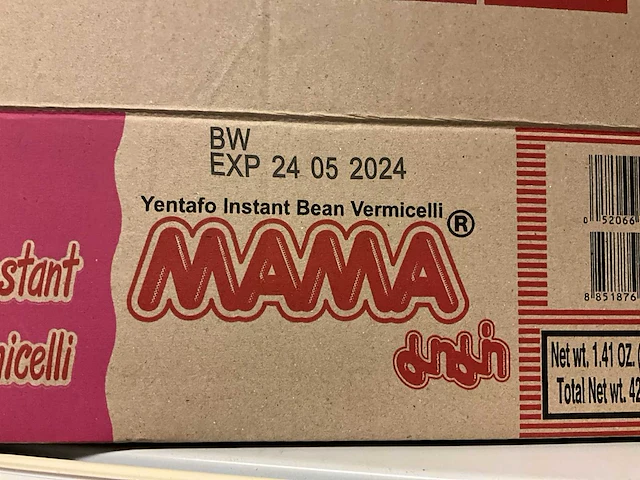 BW
EXP 24 05 2024
Yentafo Instant Bean Vermicelli
MAMA®
มาม่า
stant
micelli
0 52066
8 851876
Net wt. 1.41 OZ. (
Total Net wt. 42